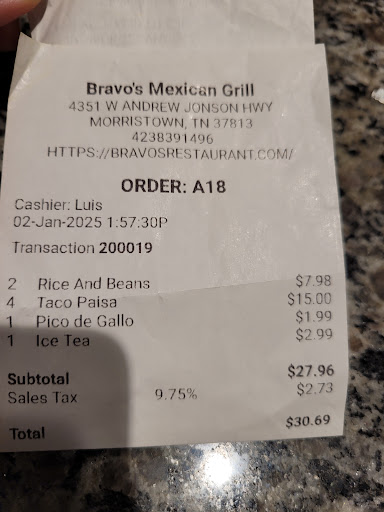 Bravo's Mexican Grill
4351 W ANDREW JONSON HWY
MORRISTOWN, TN 37813
4238391496
HTTPS://BRAVOSRESTAURANT.COM/
ORDER: A18
Cashier: Luis
02-Jan-2025 1:57:30P
Transaction 200019
2 Rice And Beans $7.98
4 Taco Paisa $15.00
1 Pico de Gallo $1.99
1 Ice Tea $2.99
Subtotal $27.96
Sales Tax 9.75% $2.73
Total $30.69